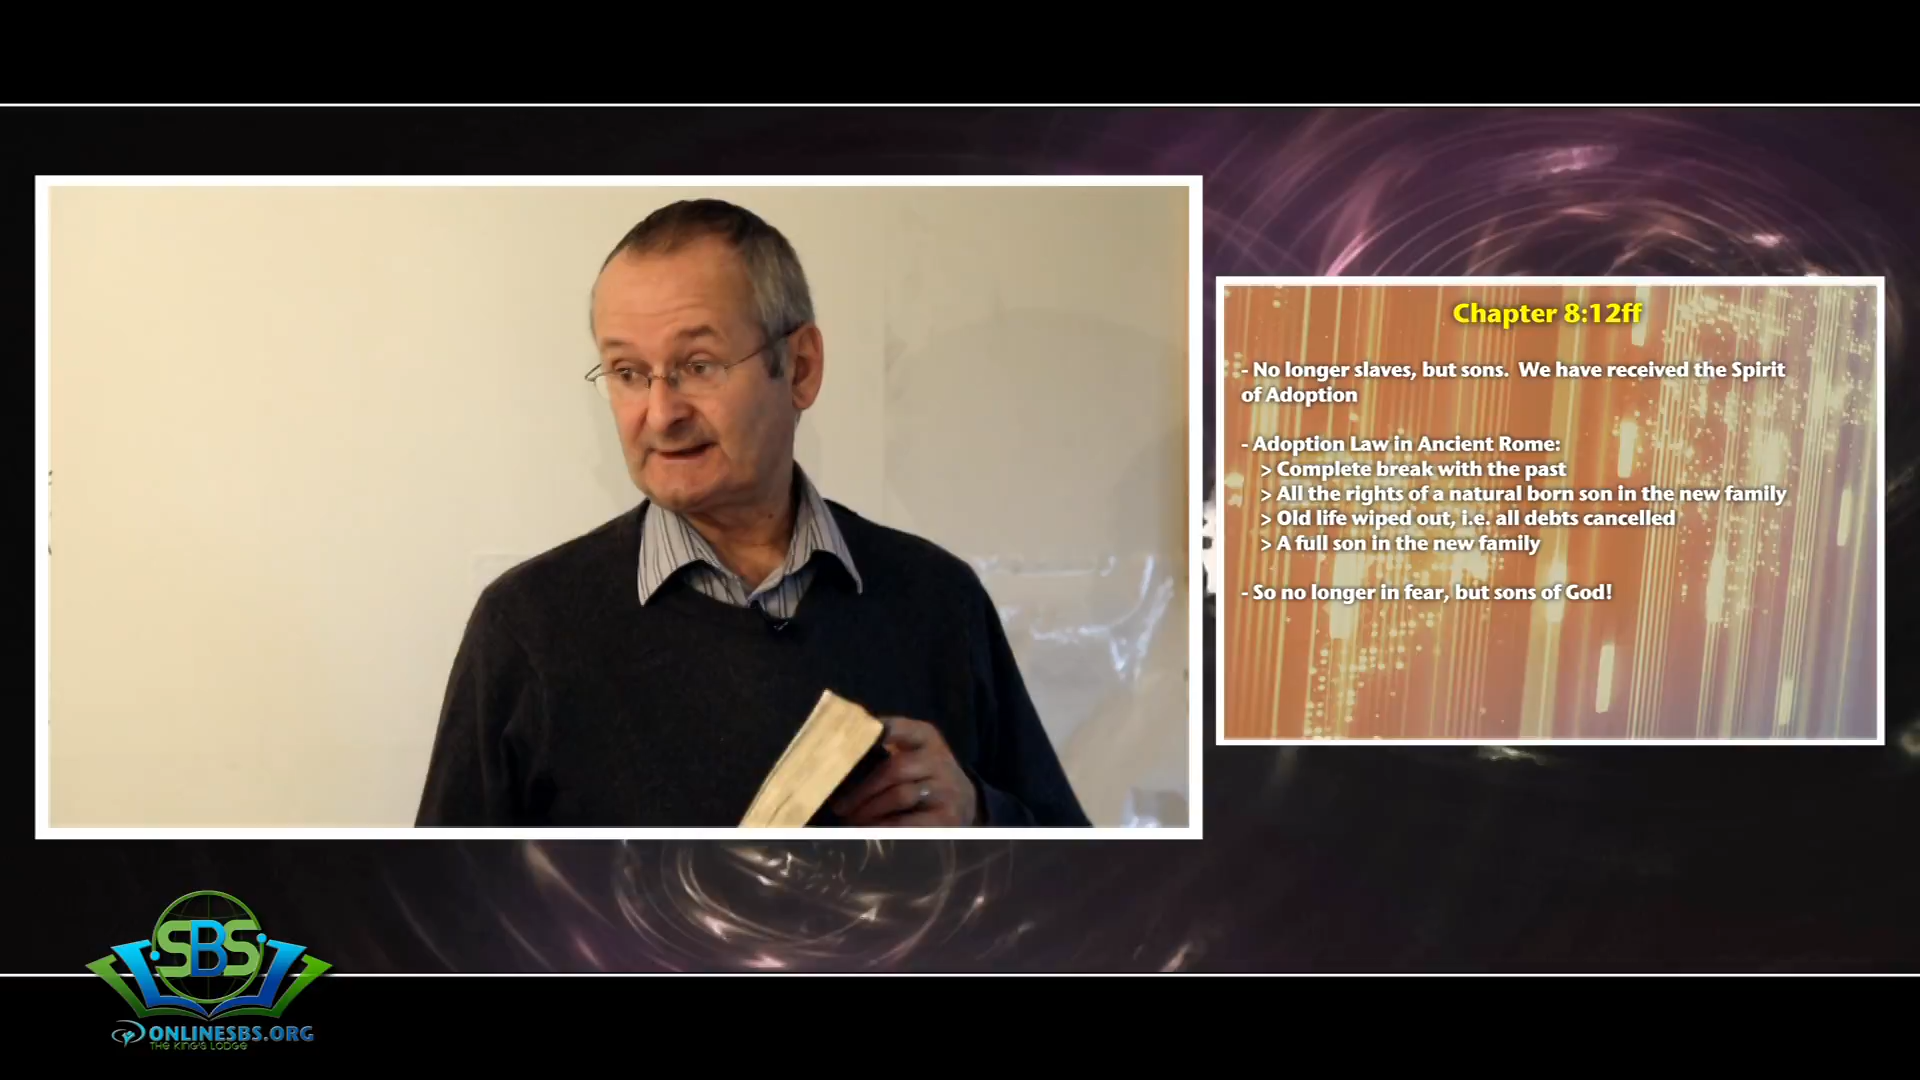 Chapter 8:12ff
- No longer slaves, but sons.  We have received the Spirit
of Adoption
- Adoption Law in Ancient Rome:
> Complete break with the past
> All the rights of a natural born son in the new family
> Old life wiped out, i.e. all debts cancelled
> A full son in the new family
- So no longer in fear, but sons of God!
SBS
ONLINESBS.ORG
THE KING'S LODGE